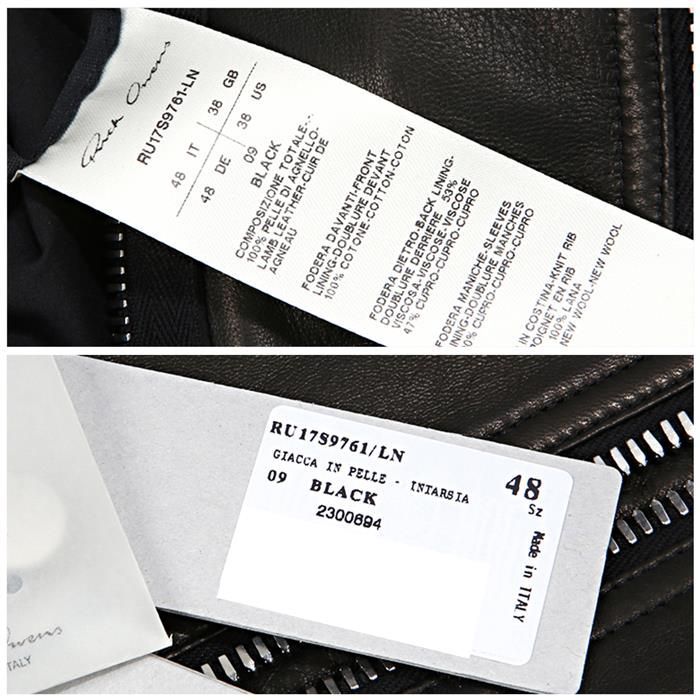 Rick Owens
RU17S9761-LN
48 IT 38 GB
48 DE 38 US
09 BLACK
COMPOSIZIONE TOTALE-
100% PELLE DI AGNELLO-
LAMB LEATHER-CUIR DE
AGNEAU
FODERA DAVANTI-FRONT
LINING-DOUBLURE DEVANT
100% COTONE-COTTON-COTON
FODERA DIETRO,BACK LINING-
DOUBLURE DERRIERE 53%
VISCOSA-VISCOSE-VISCOSE
47% CUPRO-CUPRO-CUPRO
FODERA MANICHE-SLEEVES
LINING-DOUBLURE MANCHES
0% CUPRO-CUPRO-CUPRO
IN COSTINA-KNIT RIB
POIGNET EN RIB
100% LANA
NEW WOOL-NEW WOOL
RU17S9761/LN
GIACCA IN PELLE - INTARSIA
09 BLACK
2300694
48
Sz
Made in ITALY
Owens
ITALY